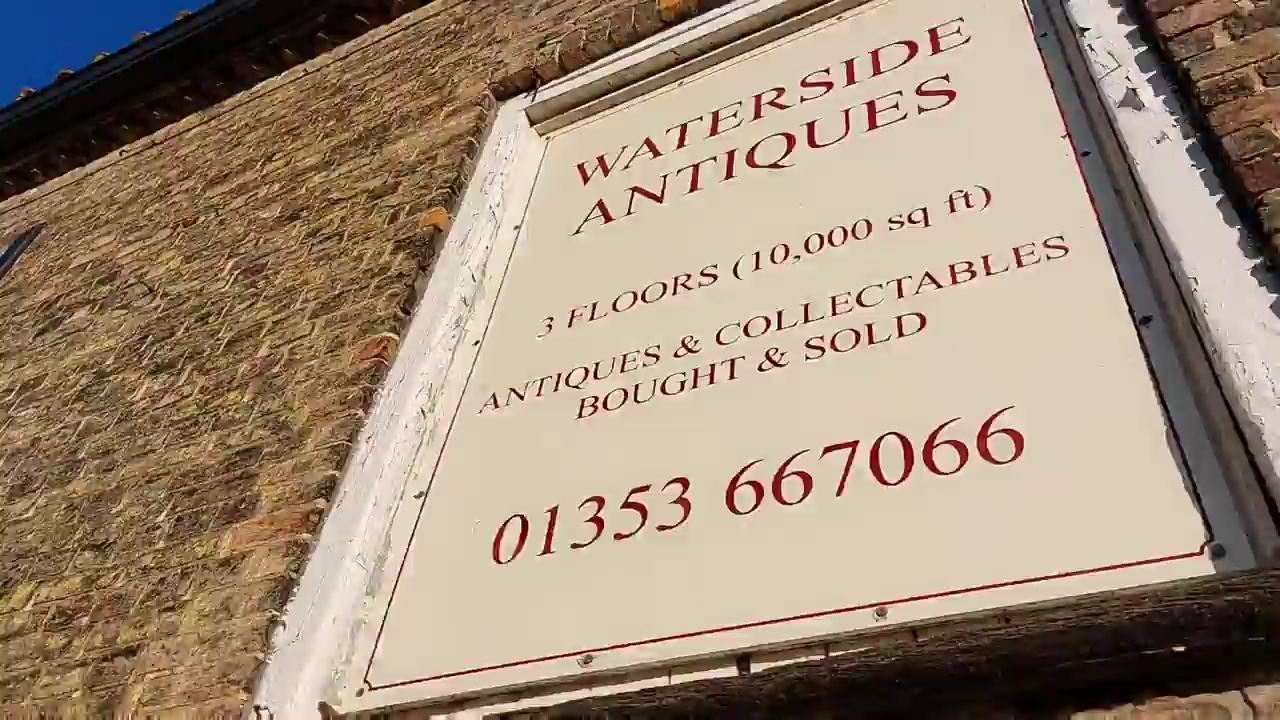 WATERSIDE
ANTIQUES
3 FLOORS (10,000 sq ft)
ANTIQUES & COLLECTABLES
BOUGHT & SOLD
01353 667066